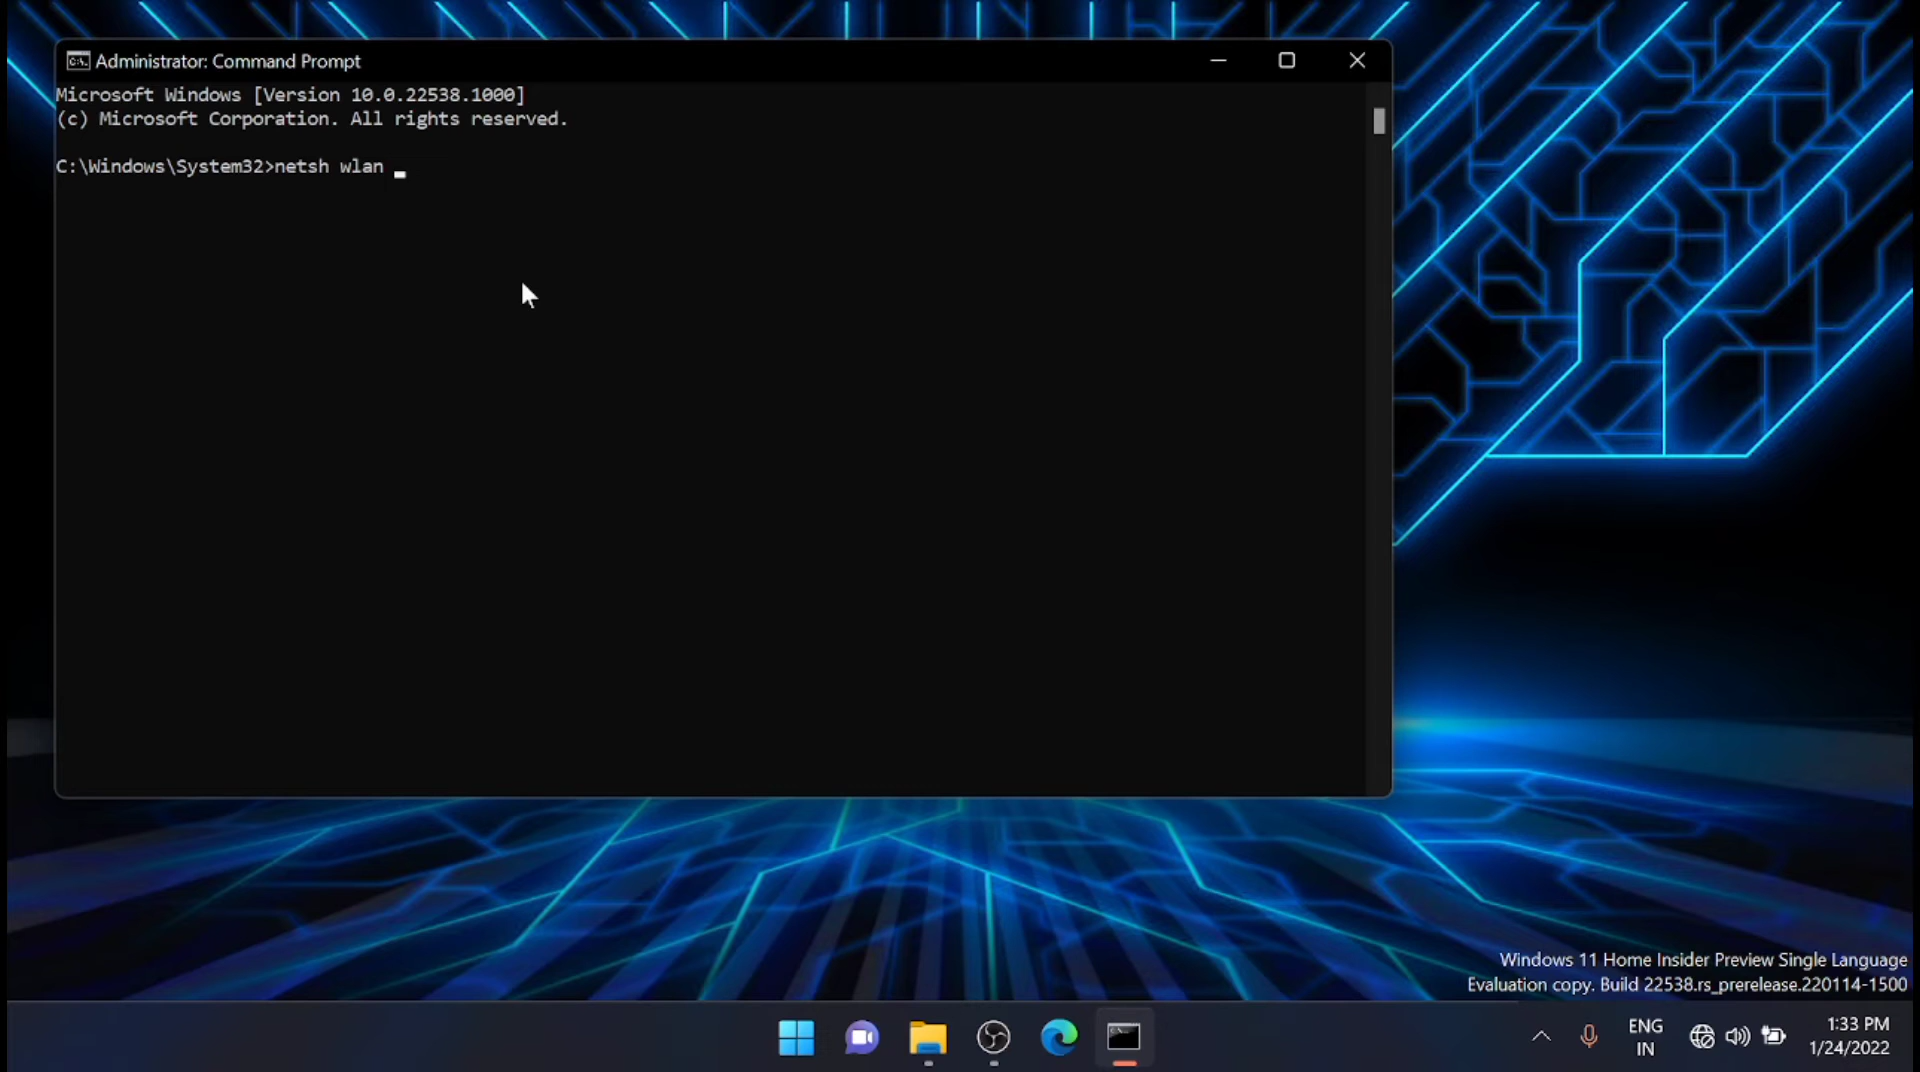 Administrator: Command Prompt
Microsoft Windows [Version 10.0.22538.1000]
(c) Microsoft Corporation. All rights reserved.
C:\Windows\System32>netsh wlan _
Windows 11 Home Insider Preview Single Language
Evaluation copy. Build 22538.rs_prerelease.220114-1500
ENG
IN
1:33 PM
1/24/2022